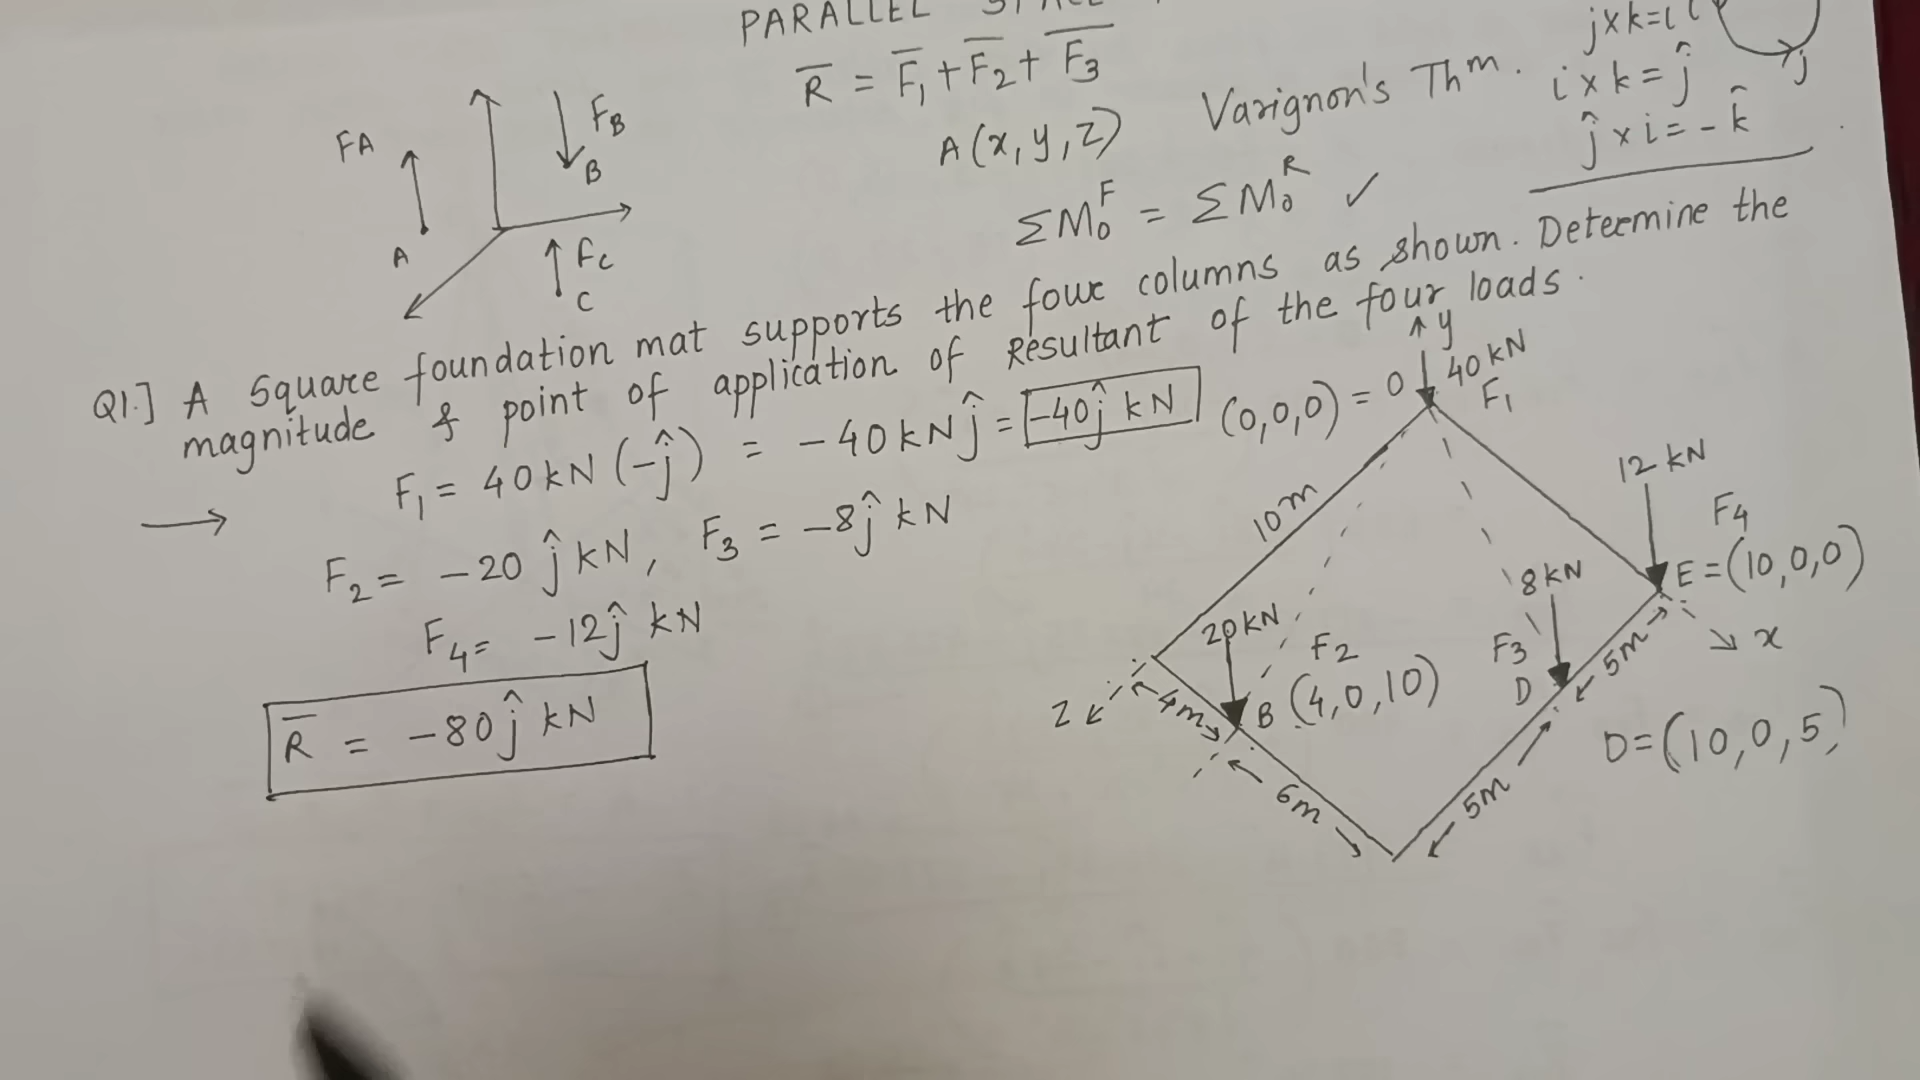 PARALLEL
R̅ = F̅₁ + F̅₂ + F̅₃
A(x, y, z)
Varignon's Thᵐ.
ΣM₀ᶠ = ΣM₀ᴿ ✓
j x k = i
i x k = ĵ
ĵ x i = - k̂
j
FA
A
F_B
B
Fc
C
Q1.] A Square foundation mat supports the four columns as shown. Determine the
magnitude & point of application of Resultant of the four loads.
→ F₁ = 40 kN (-ĵ) = -40 kN ĵ = -40ĵ kN
F₂ = -20 ĵ kN, F₃ = -8ĵ kN
F₄ = -12ĵ kN
R̅ = -80ĵ kN
y
(0,0,0) = O
40 kN
F₁
10m
12 kN
F₄
E = (10,0,0)
x
8 kN
F₃
D
5m
D = (10,0,5)
20 kN
F₂
B (4,0,10)
Z
4m
6m
5m